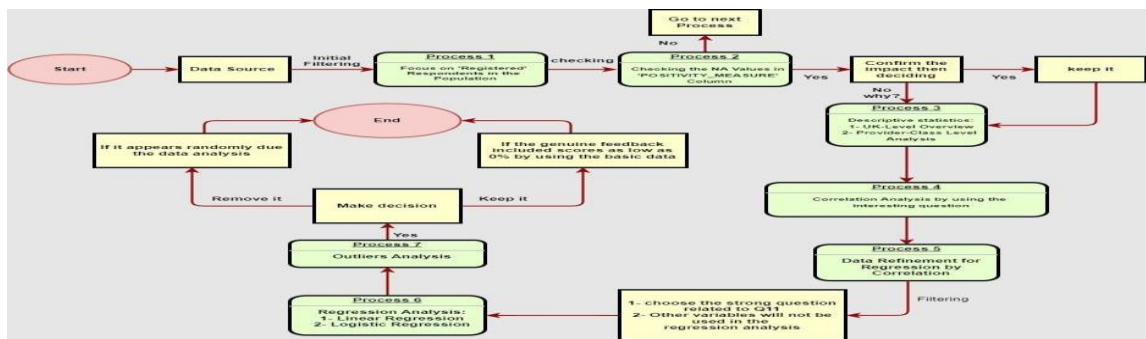 Go to next
Process
No
Start
Data Source
Initial
Filtering
Process 1
Focus on 'Registered'
Respondents in the
Population
checking
Process 2
Checking the NA Values in
'POSITIVITY_MEASURE'
Column
Yes
Confirm the
impact then
deciding
Yes
keep it
No
why?
Process 3
Descriptive statistics:
1- UK-Level Overview
2- Provider-Class Level
Analysis
Process 4
Correlation Analysis by using the
interesting question
Process 5
Data Refinement for
Regression by
Correlation
Filtering
1- choose the strong question
related to Q11
2- Other variables will not be
used in the
regression analysis
Process 6
Regression Analysis:
1- Linear Regression
2- Logistic Regression
Process 7
Outliers Analysis
Yes
Make decision
Remove it
Keep it
If it appears randomly due
the data analysis
If the genuine feedback
included scores as low as
0% by using the basic data
End